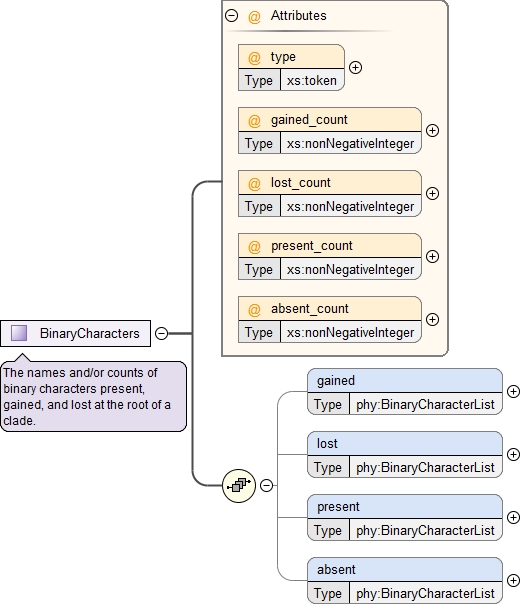 @ Attributes
@ type
Type xs:token
@ gained_count
Type xs:nonNegativeInteger
@ lost_count
Type xs:nonNegativeInteger
@ present_count
Type xs:nonNegativeInteger
@ absent_count
Type xs:nonNegativeInteger
BinaryCharacters
The names and/or counts of
binary characters present,
gained, and lost at the root of a
clade.
gained
Type phy:BinaryCharacterList
lost
Type phy:BinaryCharacterList
present
Type phy:BinaryCharacterList
absent
Type phy:BinaryCharacterList